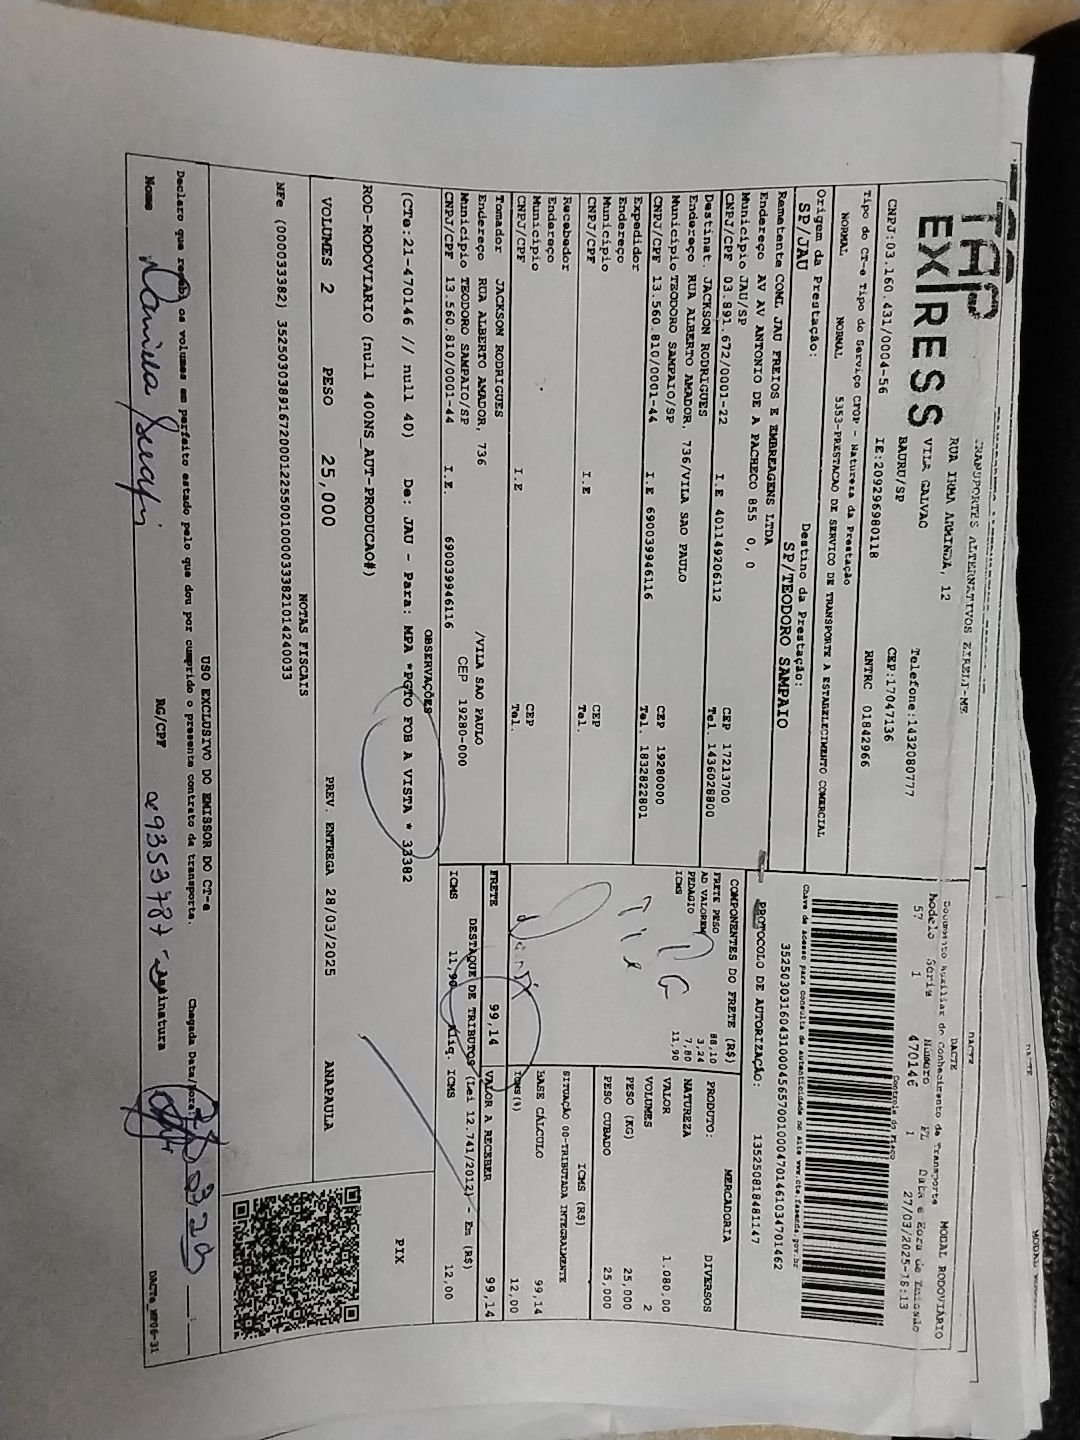 TAP
EXPRESS
TRANSPORTES ALTERNATIVOS EIRELI-ME
RUA IRMA ARMINDA, 12
VILA GALVAO
BAURU/SP
Telefone:1432080777
CEP:17047136
CNPJ:03.160.431/0004-56 IE:209296980118 RNTRC 01842966
Tipo do CT-e Tipo do Serviço CFOP - Natureza da Prestação
NORMAL NORMAL 5353-PRESTACAO DE SERVICO DE TRANSPORTE A ESTABELECIMENTO COMERCIAL
Origem da Prestação: Destino da Prestação:
SP/JAU SP/TEODORO SAMPAIO
Remetente COML JAU FREIOS E EMBREAGENS LTDA
Endereço AV AV ANTONIO DE A PACHECO 855 0, 0
Município JAU/SP CEP 17213700
CNPJ/CPF 03.891.672/0001-22 I.E 401149206112 Tel. 1436028800
Destinat. JACKSON RODRIGUES
Endereço RUA ALBERTO AMADOR, 736/VILA SAO PAULO
Município TEODORO SAMPAIO/SP CEP 19280000
CNPJ/CPF 13.560.810/0001-44 I.E 690039946116 Tel. 1832822801
Expedidor
Endereço
Município CEP
CNPJ/CPF I.E Tel.
Recebedor
Endereço
Município CEP
CNPJ/CPF I.E Tel.
Tomador JACKSON RODRIGUES
Endereço RUA ALBERTO AMADOR, 736 /VILA SAO PAULO
Município TEODORO SAMPAIO/SP CEP 19280-000
CNPJ/CPF 13.560.810/0001-44 I.E. 690039946116
DACTE
Documento Auxiliar do Conhecimento de Transporte
MODAL RODOVIÁRIO
Modelo Série Número FL Data e Hora de Emissão
57 1 470146 1 27/03/2025-18:13
Controle do Fisco
Chave de acesso para consulta de autenticidade no site www.cte.fazenda.gov.br
35250303160431000456570010004701461034701462
PROTOCOLO DE AUTORIZAÇÃO: 135250818481147
COMPONENTES DO FRETE (R$)
FRETE PESO 88,10
AD VALOREM 3,24
PEDAGIO 7,80
ICMS 11,90
MERCADORIA
PRODUTO: DIVERSOS
NATUREZA
VALOR 1.080,00
VOLUMES 2
PESO (KG) 25,000
PESO CUBADO 25,000
ICMS (R$)
SITUAÇÃO 00-TRIBUTADA INTEGRALMENTE
BASE CÁLCULO 99,14
ICMS(%) 12,00
FRETE 99,14 VALOR A RECEBER 99,14
DESTAQUE DE TRIBUTOS (Lei 12.741/2012) - Em (R$)
ICMS 11,90 Aliq. ICMS 12,00
OBSERVAÇÕES
(CTe:21-470146 // null 40) De: JAU - Para: MPA *PGTO FOB A VISTA * 33382
ROD-RODOVIARIO (null 400NS_AUT-PRODUCAO#)
PIX
VOLUMES 2 PESO 25,000 PREV. ENTREGA 28/03/2025 ANAPAULA
NOTAS FISCAIS
NFe (000033382) 35250303891672000122550010000333821014240033
USO EXCLUSIVO DO EMISSOR DO CT-e
Declaro que recebi os volumes em perfeito estado pelo que dou por cumprido o presente contrato de transporte. Chegada Data/Hora:
Nome RG/CPF Assinatura
DACTe_MP06-31